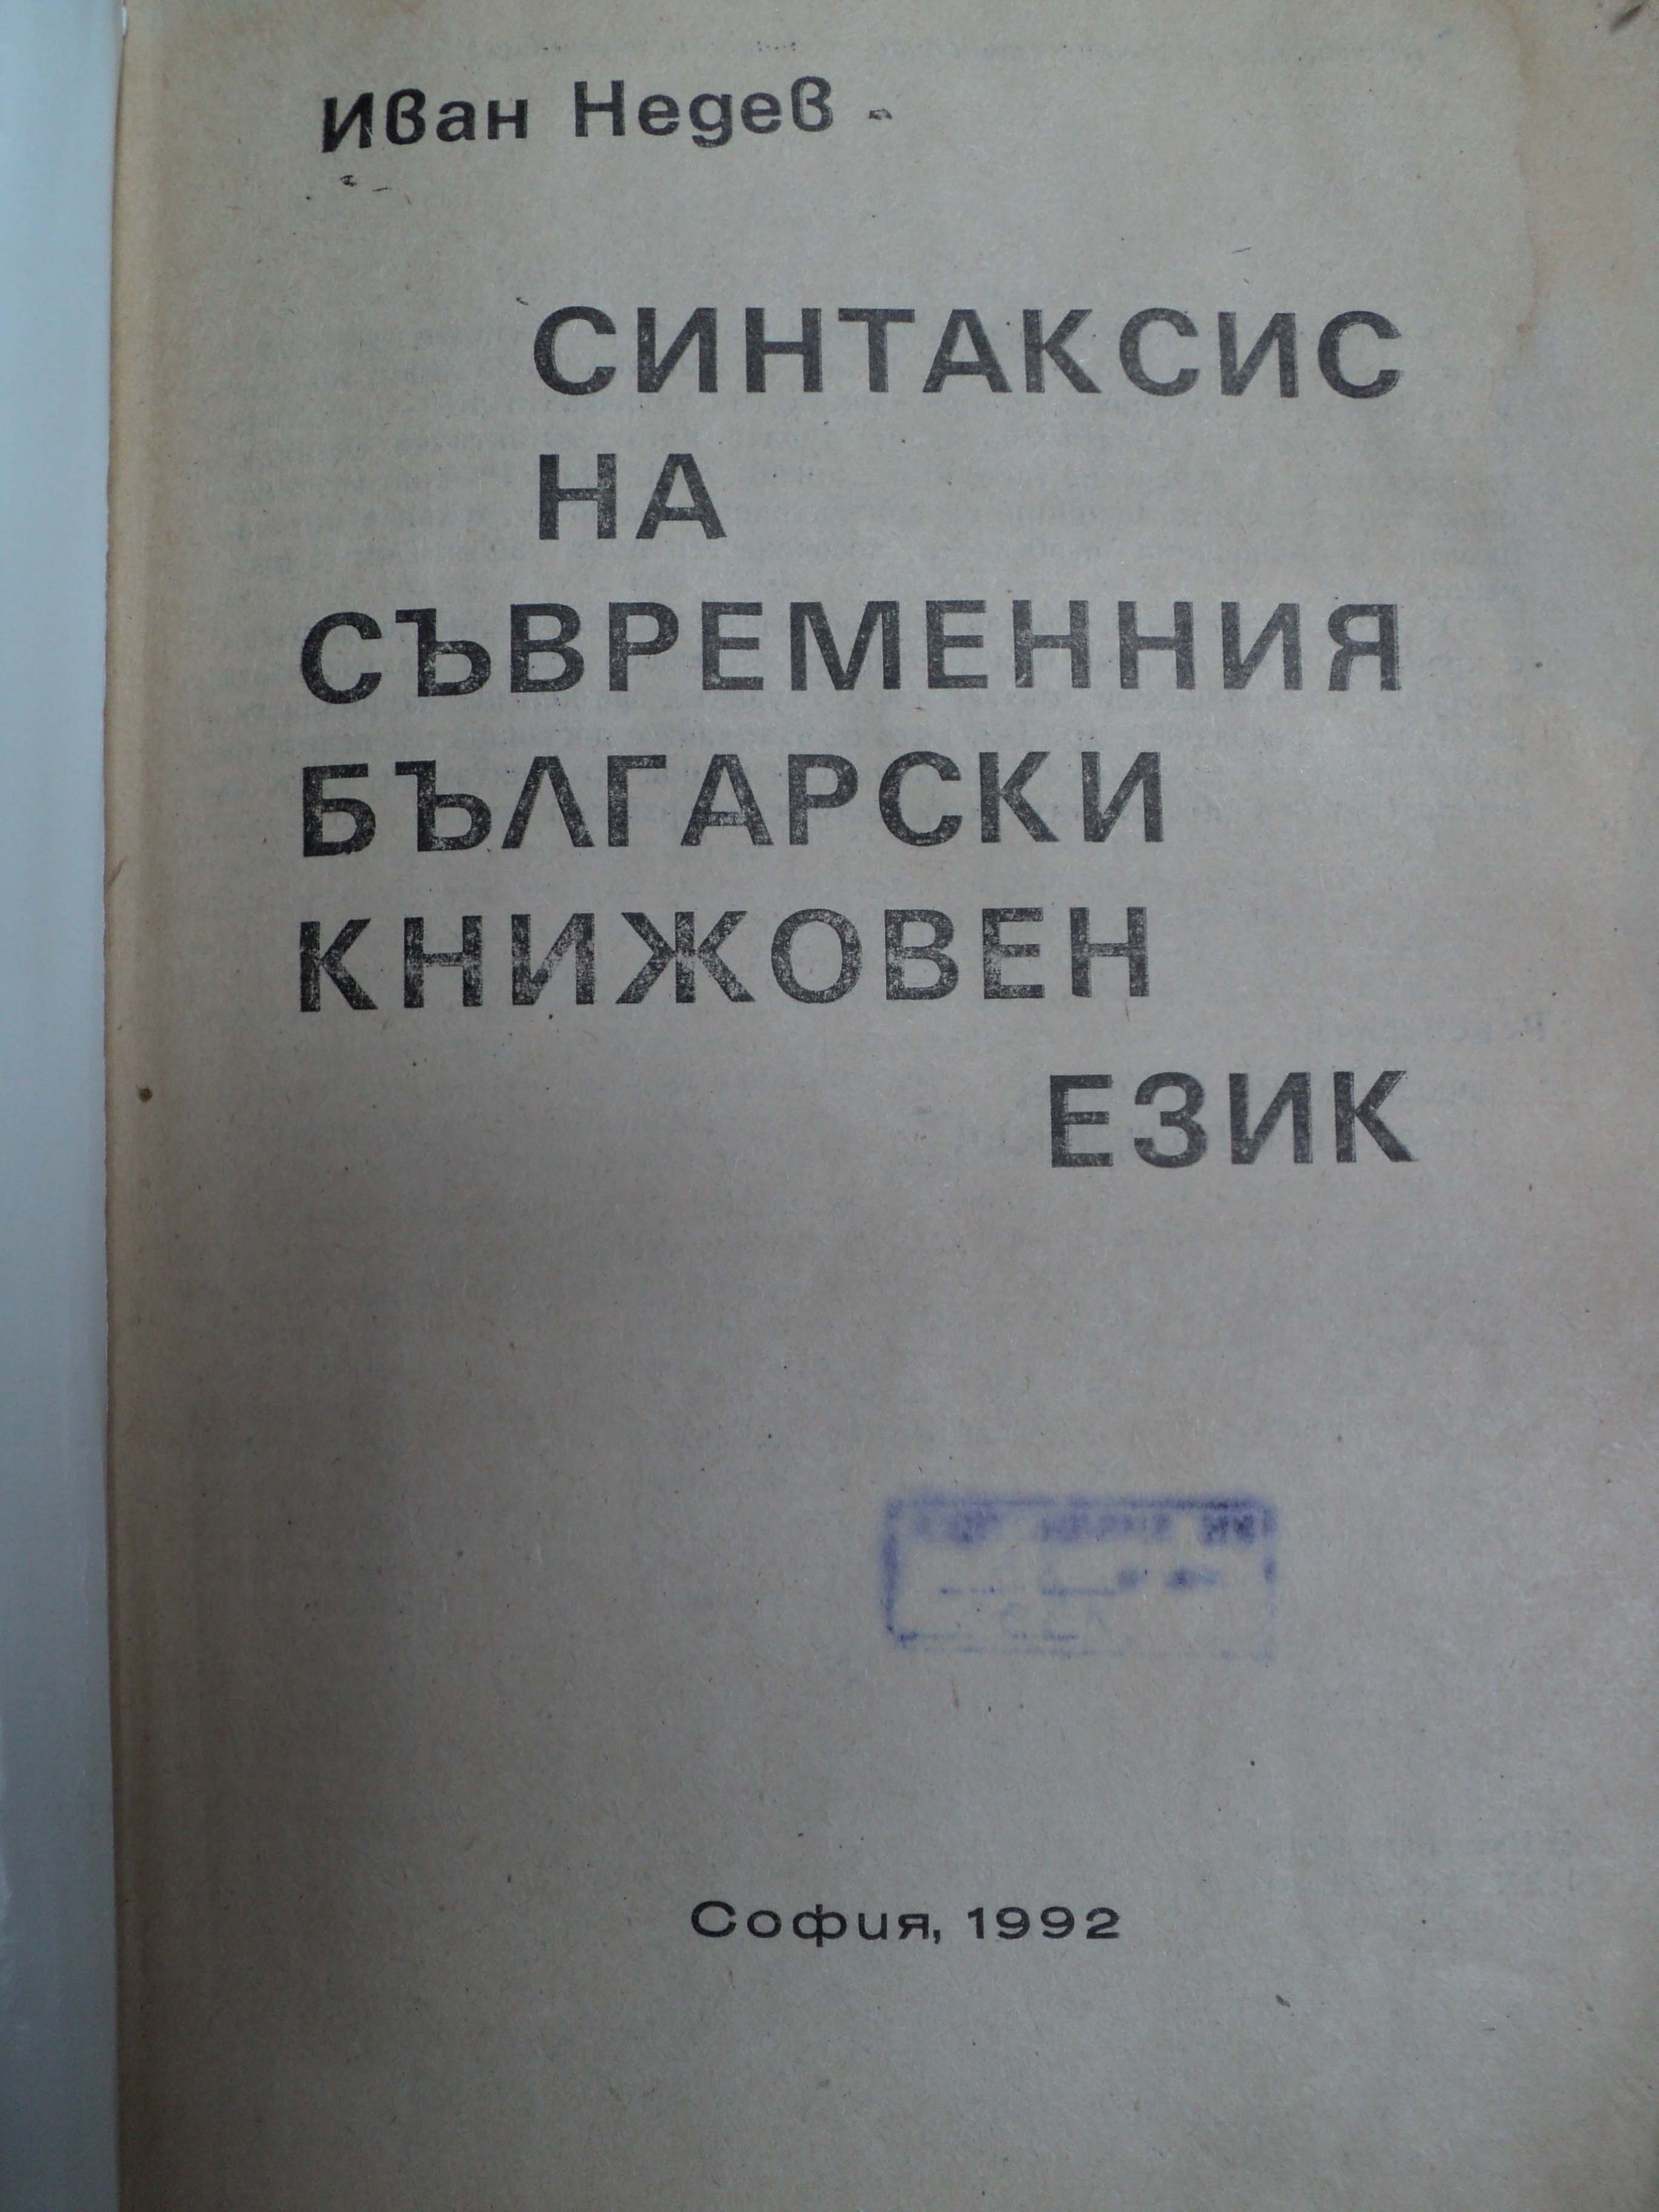 Иван Недев
СИНТАКСИС
НА
СЪВРЕМЕННИЯ
БЪЛГАРСКИ
КНИЖОВЕН
ЕЗИК
София, 1992